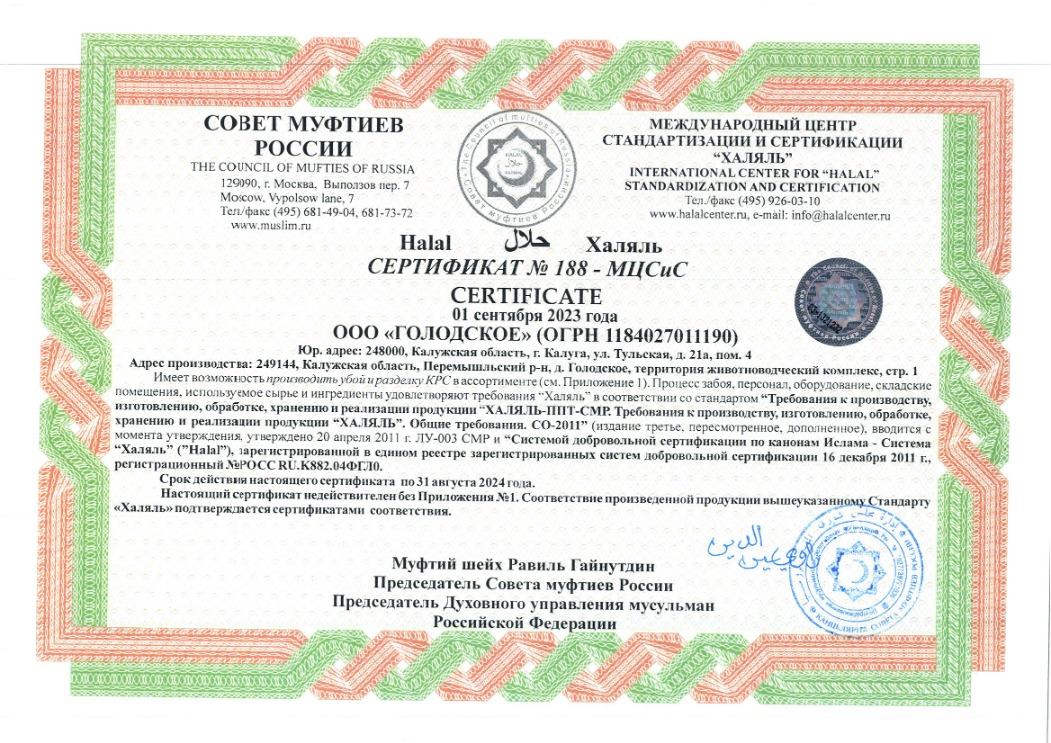 СОВЕТ МУФТИЕВ
РОССИИ
THE COUNCIL OF MUFTIES OF RUSSIA
129090, г. Москва, Выползов пер. 7
Moscow, Vypolsow lane, 7
Тел/факс (495) 681-49-04, 681-73-72
www.muslim.ru
The Council of mufties of Russia
HALAL
حلال
Совет муфтиев России
МЕЖДУНАРОДНЫЙ ЦЕНТР
СТАНДАРТИЗАЦИИ И СЕРТИФИКАЦИИ
“ХАЛЯЛЬ”
INTERNATIONAL CENTER FOR “HALAL”
STANDARDIZATION AND CERTIFICATION
Тел./факс (495) 926-03-10
www.halalcenter.ru, e-mail: info@halalcenter.ru
Halal حلال Халяль
СЕРТИФИКАТ № 188 - МЦСиС
CERTIFICATE
01 сентября 2023 года
ООО «ГОЛОДСКОЕ» (ОГРН 1184027011190)
Юр. адрес: 248000, Калужская область, г. Калуга, ул. Тульская, д. 21а, пом. 4
Адрес производства: 249144, Калужская область, Перемышльский р-н, д. Голодское, территория животноводческий комплекс, стр. 1
Имеет возможность производить убой и разделку КРС в ассортименте (см. Приложение 1). Процесс забоя, персонал, оборудование, складские
помещения, используемое сырье и ингредиенты удовлетворяют требования “Халяль” в соответствии со стандартом “Требования к производству,
изготовлению, обработке, хранению и реализации продукции “ХАЛЯЛЬ-ППТ-СМР. Требования к производству, изготовлению, обработке,
хранению и реализации продукции “ХАЛЯЛЬ”. Общие требования. СО-2011” (издание третье, пересмотренное, дополненное), вводится с
момента утверждения, утверждено 20 апреля 2011 г. ЛУ-003 СМР и “Системой добровольной сертификации по канонам Ислама - Система
“Халяль” (”Halal”), зарегистрированной в едином реестре зарегистрированных систем добровольной сертификации 16 декабря 2011 г.,
регистрационный №РОСС RU.К882.04ФГЛ0.
Срок действия настоящего сертификата по 31 августа 2024 года.
Настоящий сертификат недействителен без Приложения №1. Соответствие произведенной продукции вышеуказанному Стандарту
«Халяль» подтверждается сертификатами соответствия.
Муфтий шейх Равиль Гайнутдин
Председатель Совета муфтиев России
Председатель Духовного управления мусульман
Российской Федерации